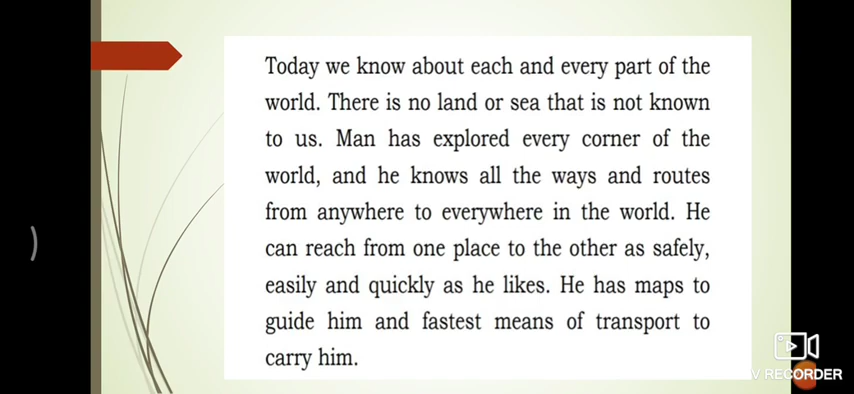 Today we know about each and every part of the
world. There is no land or sea that is not known
to us. Man has explored every corner of the
world, and he knows all the ways and routes
from anywhere to everywhere in the world. He
can reach from one place to the other as safely,
easily and quickly as he likes. He has maps to
guide him and fastest means of transport to
carry him.
V RECORDER